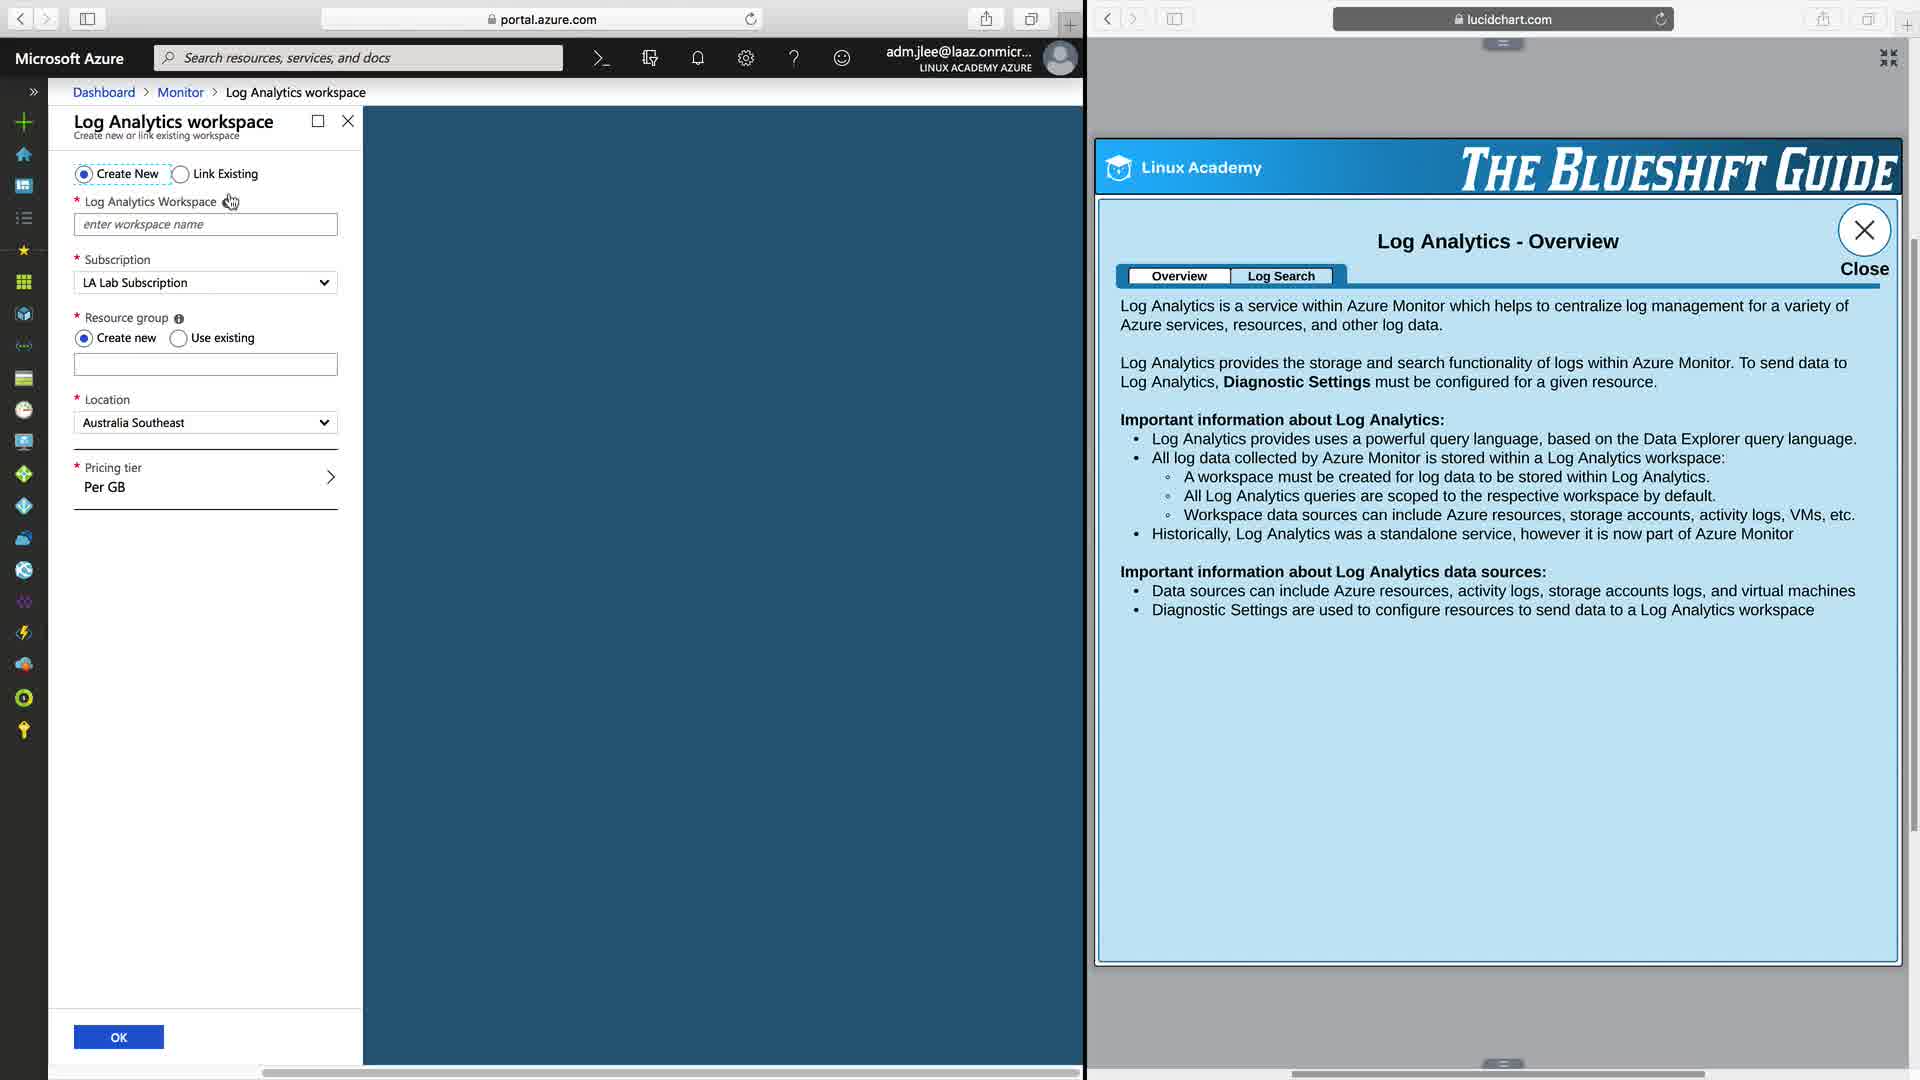 portal.azure.com
Microsoft Azure
Search resources, services, and docs
adm.jlee@laaz.onmicr...
LINUX ACADEMY AZURE
Dashboard > Monitor > Log Analytics workspace
Log Analytics workspace
Create new or link existing workspace
Create New
Link Existing
* Log Analytics Workspace
enter workspace name
* Subscription
LA Lab Subscription
* Resource group
Create new
Use existing
* Location
Australia Southeast
* Pricing tier
Per GB
OK
lucidchart.com
Linux Academy
THE BLUESHIFT GUIDE
Log Analytics - Overview
Close
Overview
Log Search
Log Analytics is a service within Azure Monitor which helps to centralize log management for a variety of
Azure services, resources, and other log data.
Log Analytics provides the storage and search functionality of logs within Azure Monitor. To send data to
Log Analytics, Diagnostic Settings must be configured for a given resource.
Important information about Log Analytics:
• Log Analytics provides uses a powerful query language, based on the Data Explorer query language.
• All log data collected by Azure Monitor is stored within a Log Analytics workspace:
◦ A workspace must be created for log data to be stored within Log Analytics.
◦ All Log Analytics queries are scoped to the respective workspace by default.
◦ Workspace data sources can include Azure resources, storage accounts, activity logs, VMs, etc.
• Historically, Log Analytics was a standalone service, however it is now part of Azure Monitor
Important information about Log Analytics data sources:
• Data sources can include Azure resources, activity logs, storage accounts logs, and virtual machines
• Diagnostic Settings are used to configure resources to send data to a Log Analytics workspace